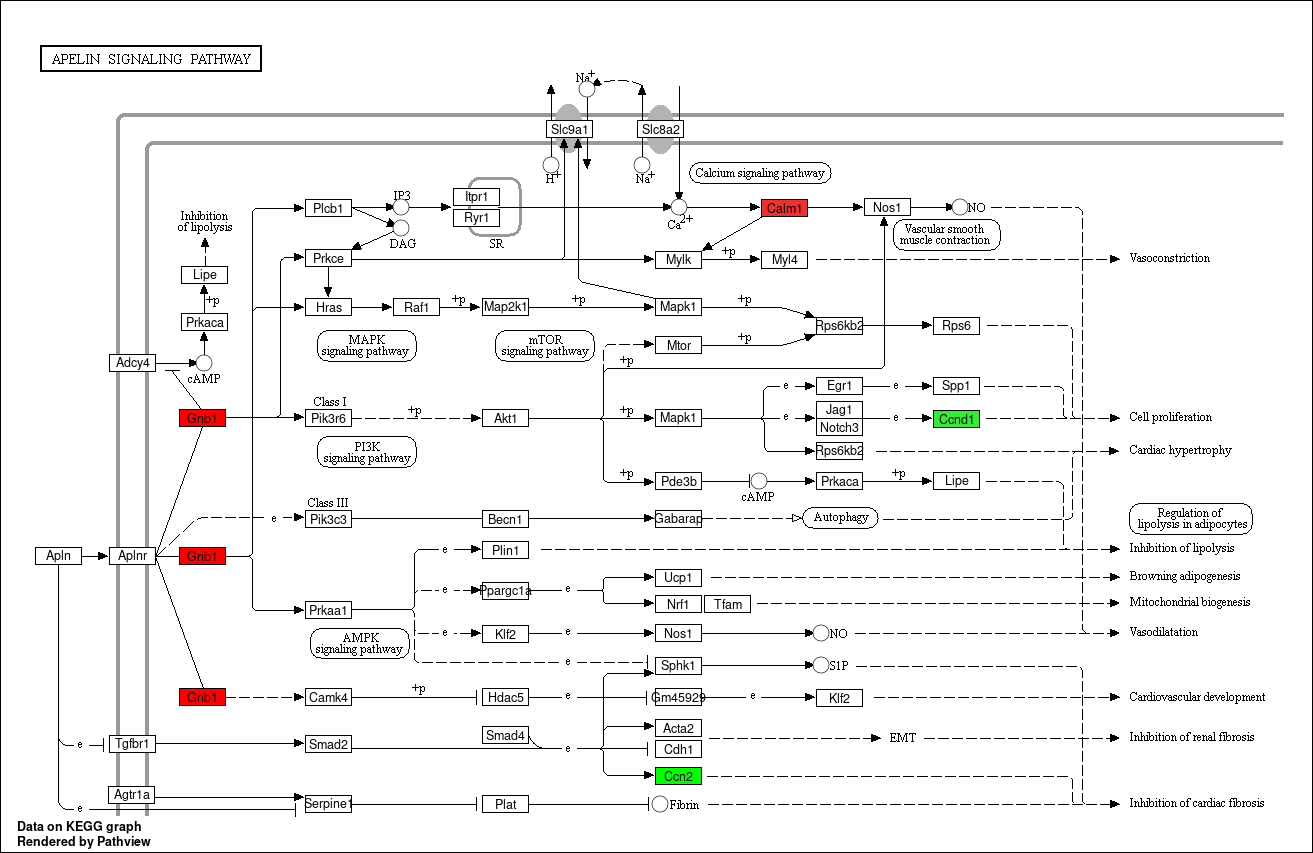 APELIN SIGNALING PATHWAY
Na+
Slc9a1
Slc8a2
H+
Na+
Calcium signaling pathway
Inhibition
of lipolysis
Plcb1
IP3
DAG
Itpr1
Ryr1
SR
Ca2+
Calm1
Nos1
NO
Vascular smooth
muscle contraction
Lipe
+p
Prkaca
cAMP
Prkce
Mylk
+p
Myl4
Vasoconstriction
Hras
Raf1
+p
Map2k1
+p
Mapk1
+p
Rps6kb2
Rps6
MAPK
signaling pathway
mTOR
signaling pathway
Mtor
+p
+p
Adcy4
Gnb1
Class I
Pik3r6
+p
Akt1
+p
Mapk1
e
Egr1
e
Spp1
e
Jag1
Notch3
e
Ccnd1
Cell proliferation
PI3K
signaling pathway
Rps6kb2
Cardiac hypertrophy
+p
Pde3b
cAMP
Prkaca
+p
Lipe
Class III
e
Pik3c3
Becn1
Gabarap
Autophagy
Regulation of
lipolysis in adipocytes
Apln
Aplnr
Gnb1
e
Plin1
Inhibition of lipolysis
e
Ppargc1a
e
Ucp1
Browning adipogenesis
Nrf1
Tfam
Mitochondrial biogenesis
Prkaa1
AMPK
signaling pathway
e
Klf2
e
Nos1
NO
Vasodilatation
e
Sphk1
S1P
Gnb1
Camk4
+p
Hdac5
e
Gm45929
e
Klf2
Cardiovascular development
e
Tgfbr1
Smad2
Smad4
e
Acta2
Cdh1
EMT
Inhibition of renal fibrosis
Ccn2
Agtr1a
e
Serpine1
Plat
Fibrin
Inhibition of cardiac fibrosis
Data on KEGG graph
Rendered by Pathview